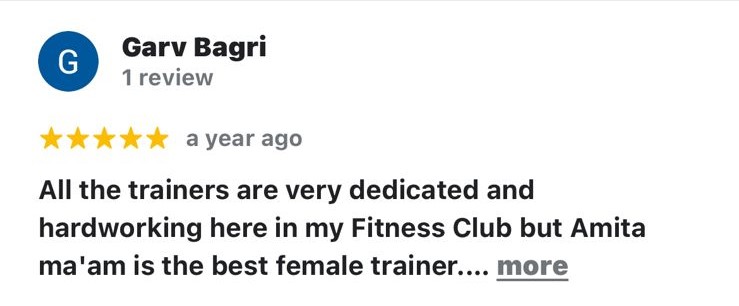 G
Garv Bagri
1 review
a year ago
All the trainers are very dedicated and
hardworking here in my Fitness Club but Amita
ma'am is the best female trainer.... more